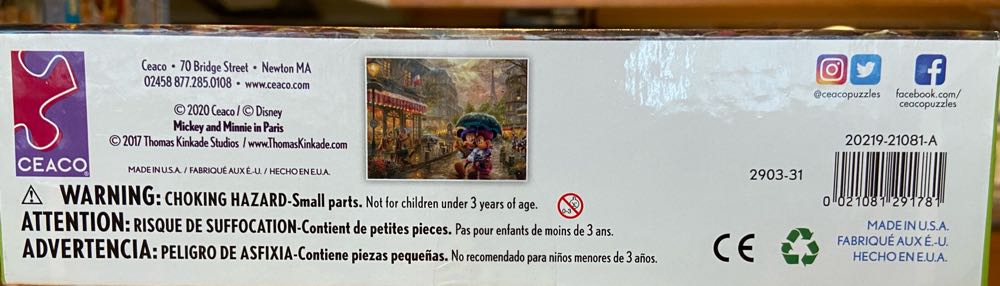 CEACO
Ceaco • 70 Bridge Street • Newton MA
02458 877.285.0108 • www.ceaco.com
© 2020 Ceaco / © Disney
Mickey and Minnie in Paris
© 2017 Thomas Kinkade Studios / www.ThomasKinkade.com
MADE IN U.S.A. / FABRIQUÉ AUX É.-U. / HECHO EN E.U.A.
WARNING: CHOKING HAZARD-Small parts. Not for children under 3 years of age.
0-3
ATTENTION: RISQUE DE SUFFOCATION-Contient de petites pieces. Pas pour enfants de moins de 3 ans.
ADVERTENCIA: PELIGRO DE ASFIXIA-Contiene piezas pequeñas. No recomendado para niños menores de 3 años.
@ceacopuzzles
facebook.com/
ceacopuzzles
20219-21081-A
2903-31
0 021081 291781
CE
MADE IN U.S.A.
FABRIQUÉ AUX É.-U.
HECHO EN E.U.A.